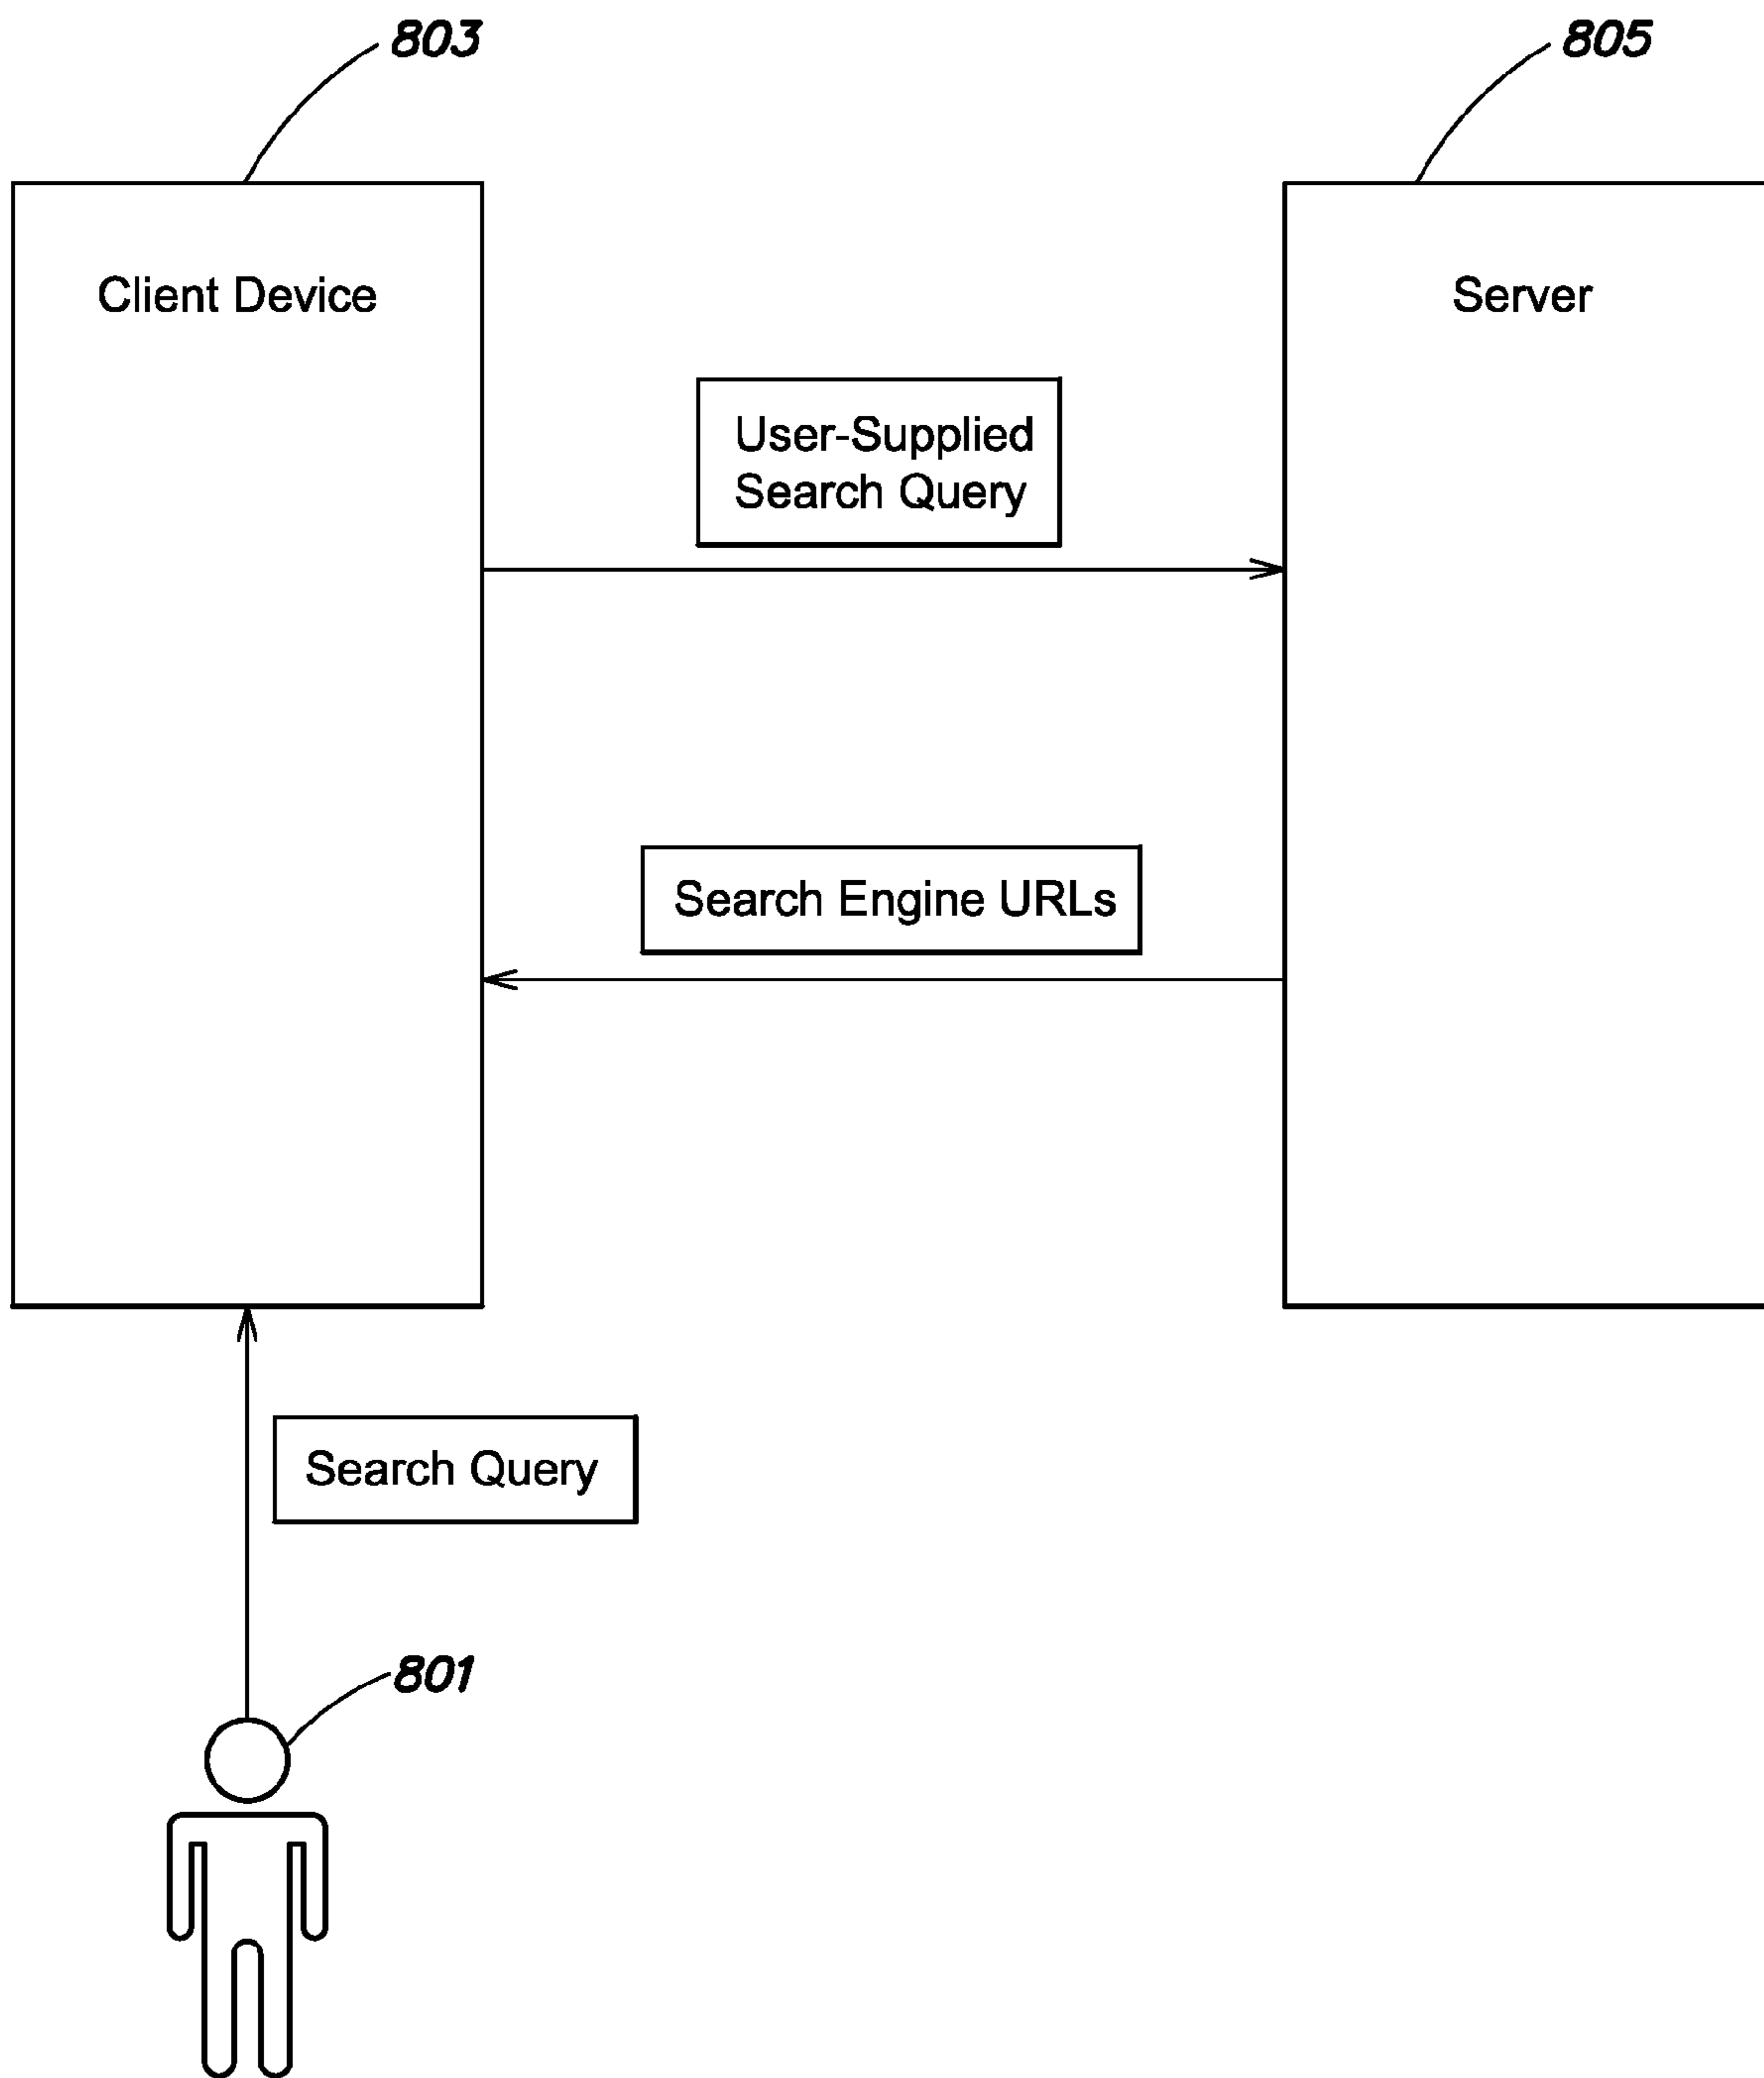 803
805
Client Device
Server
User-Supplied
Search Query
Search Engine URLs
Search Query
801